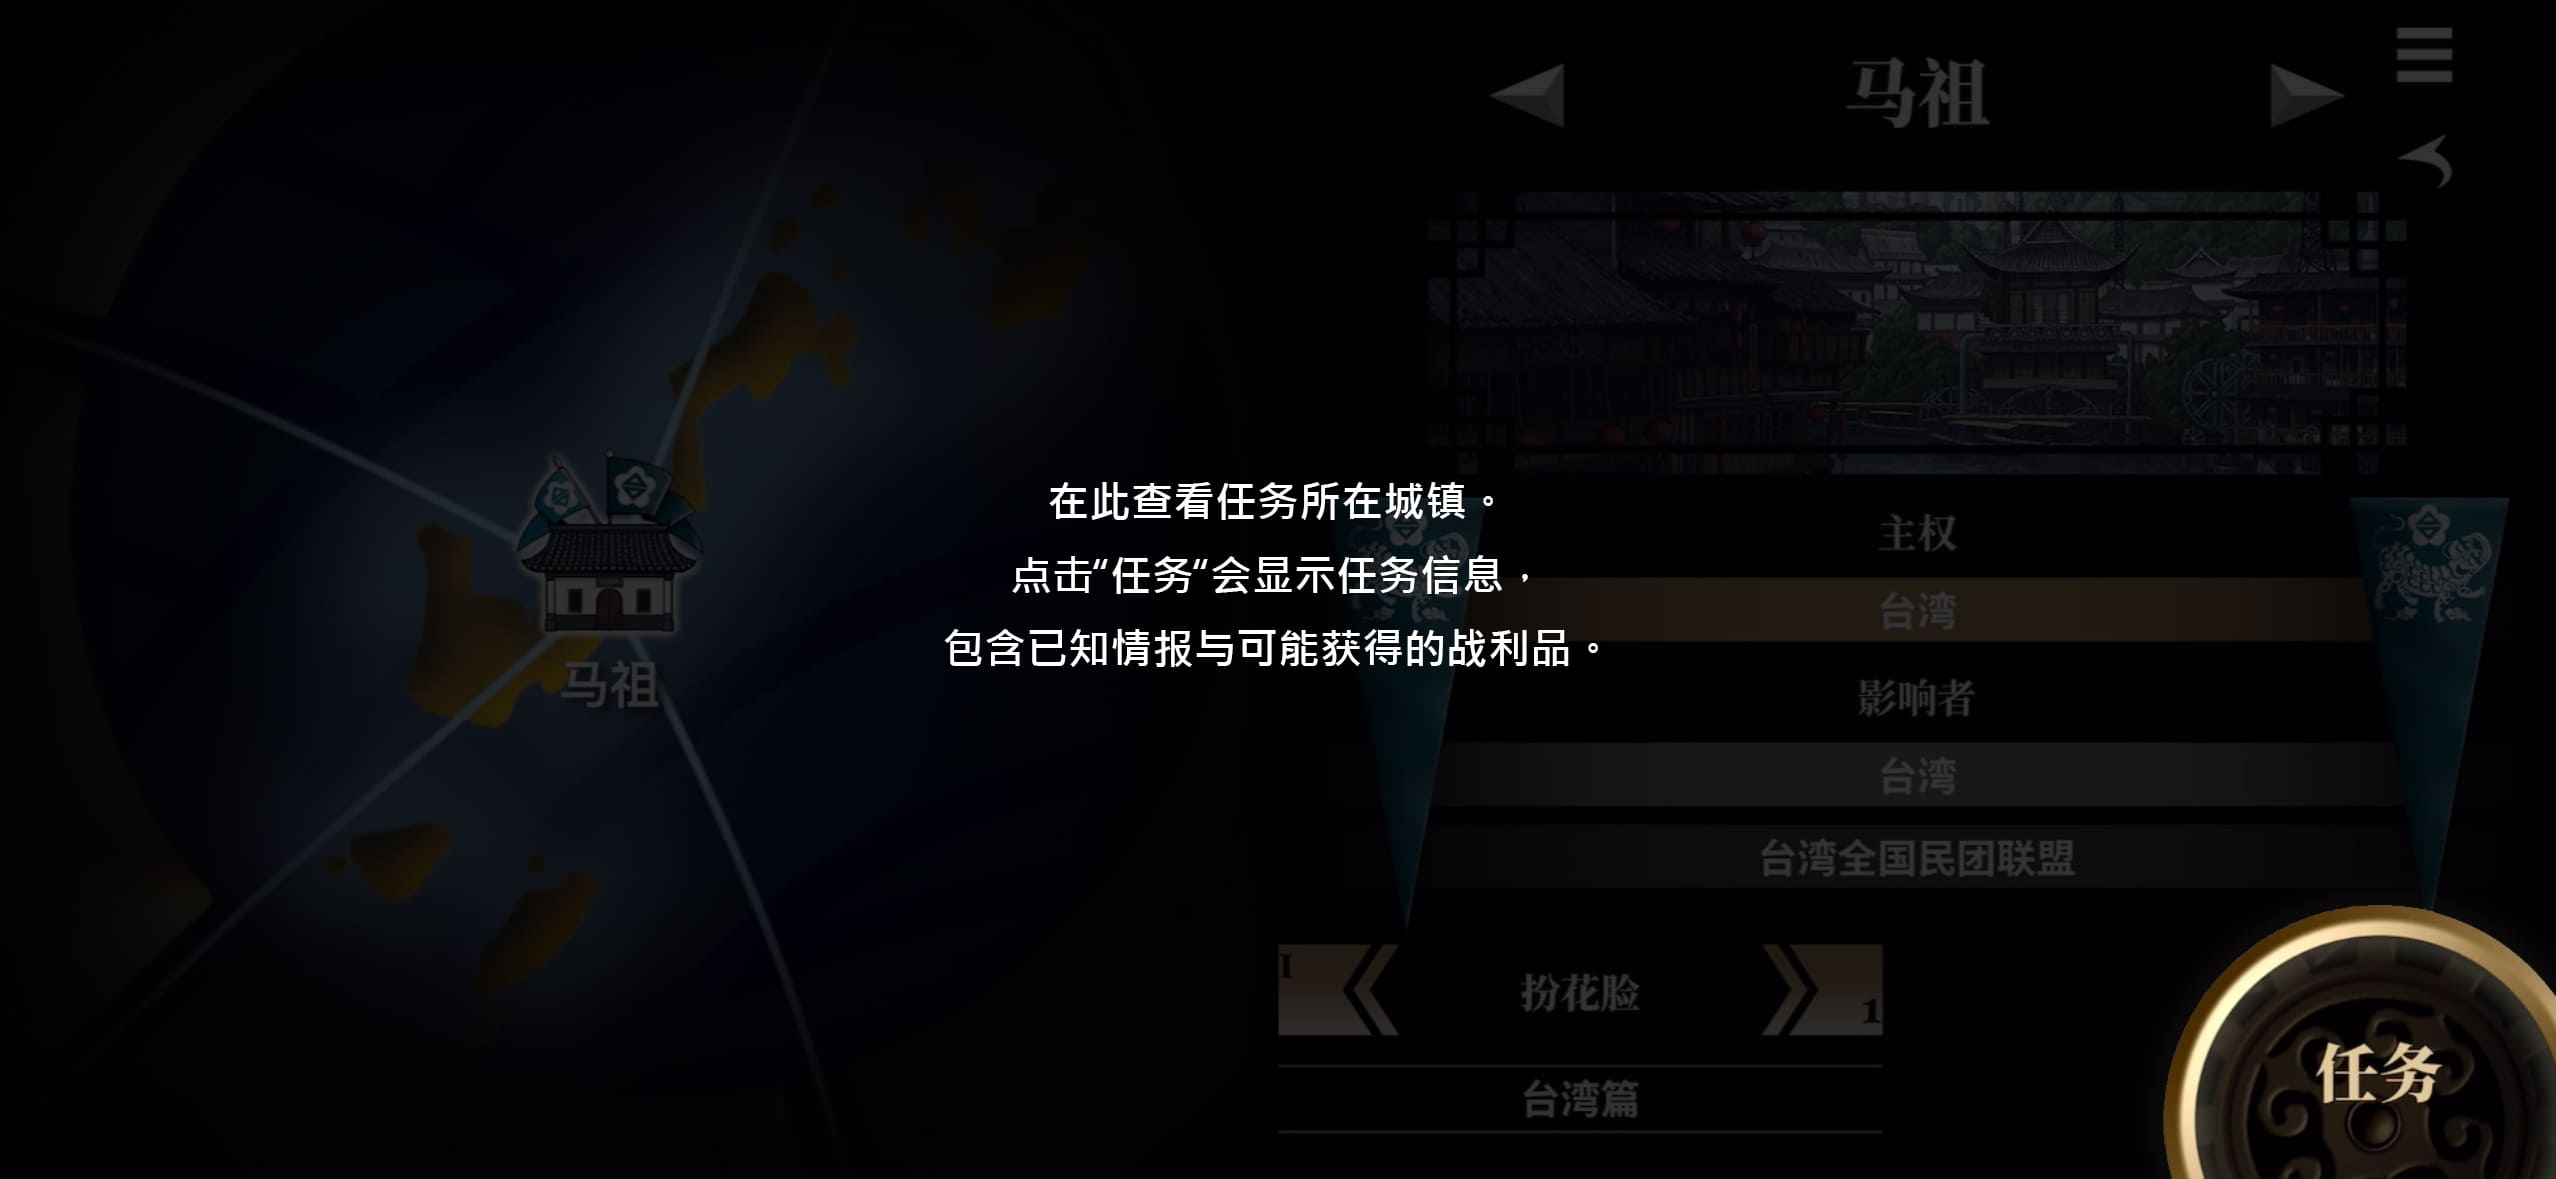 马祖
在此查看任务所在城镇。
点击“任务“会显示任务信息，
包含已知情报与可能获得的战利品。
马祖
主权
台湾
影响者
台湾
台湾全国民团联盟
I
扮花脸
1
台湾篇
任务